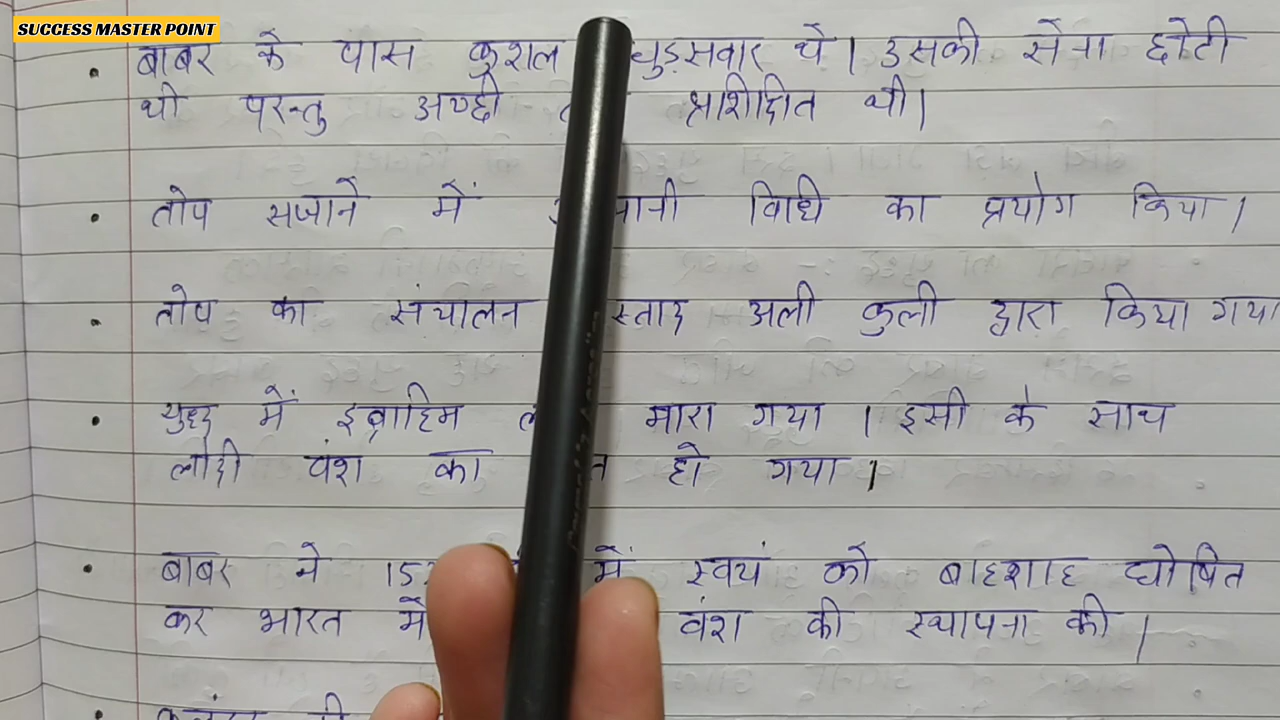 SUCCESS MASTER POINT
बाबर के पास कुशल घुड़सवार थे। उसकी सेना छोटी
थी परन्तु अच्छी प्रशिक्षित थी।
तोप सजाने में विधि का प्रयोग किया।
तोप का संचालन अली कुली द्वारा किया गया
युद्ध में इब्राहिम मारा गया । इसी के साथ
लोदी वंश का हो गया।
बाबर ने में स्वयं को बादशाह घोषित
कर भारत में वंश की स्थापना की।